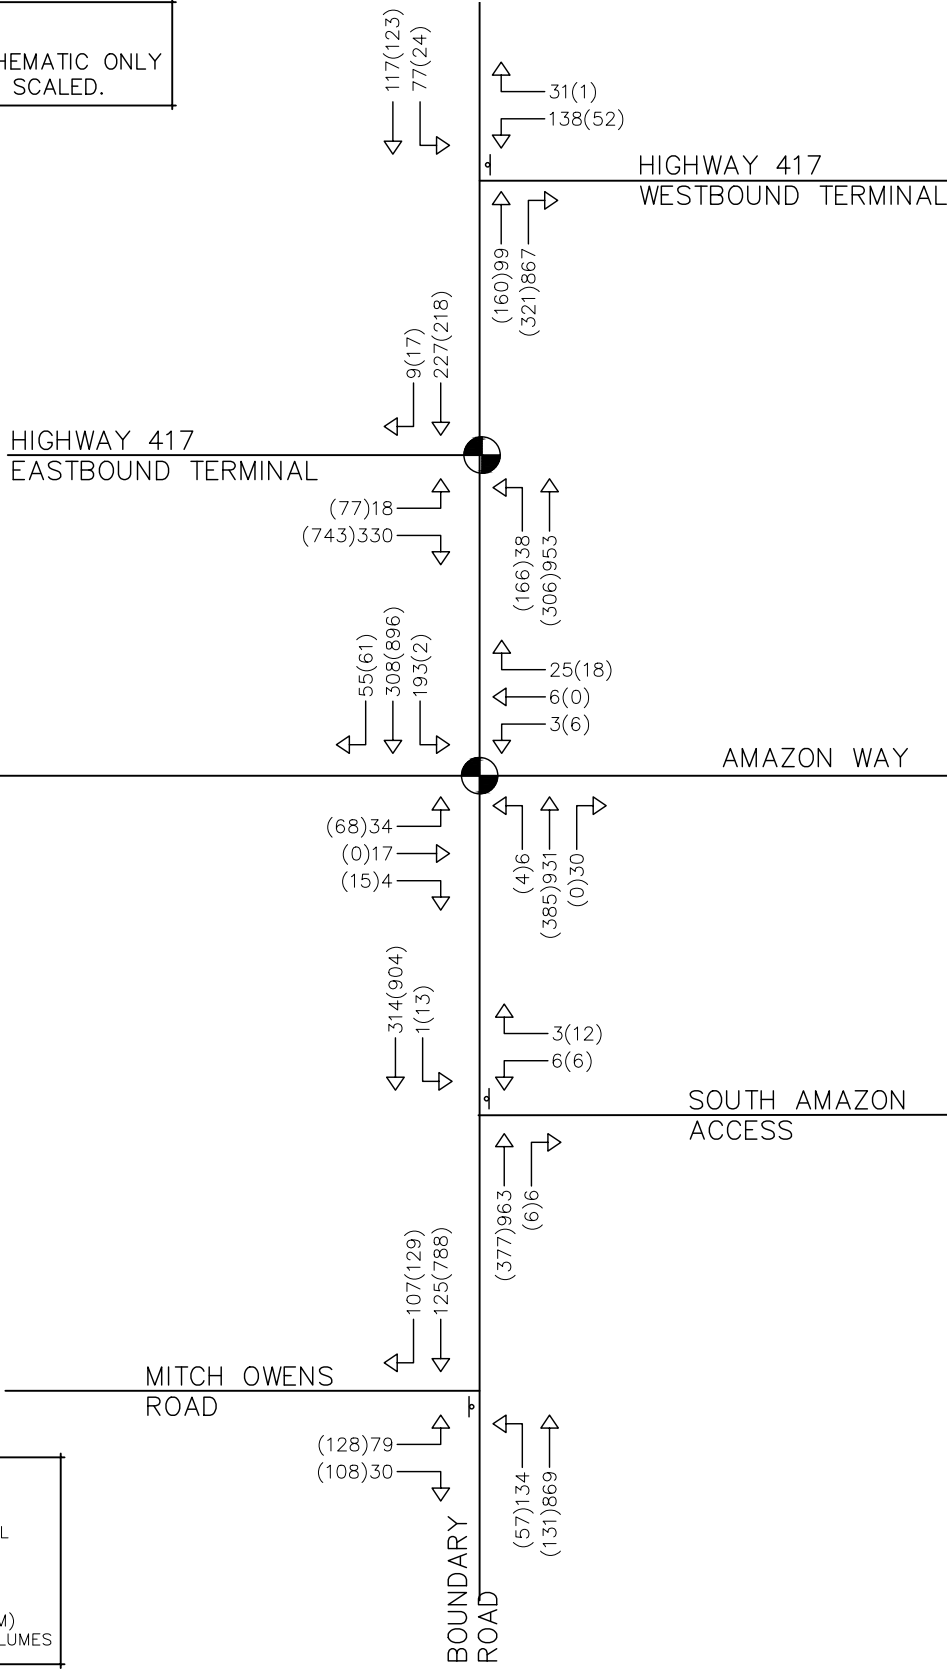 HEMATIC ONLY
SCALED.
117(123)
77(24)
31(1)
138(52)
HIGHWAY 417
WESTBOUND TERMINAL
(160)99
(321)867
9(17)
227(218)
HIGHWAY 417
EASTBOUND TERMINAL
(77)18
(743)330
(166)38
(306)953
55(61)
308(896)
193(2)
25(18)
6(0)
3(6)
AMAZON WAY
(68)34
(0)17
(15)4
(4)6
(385)931
(0)30
314(904)
1(13)
3(12)
6(6)
SOUTH AMAZON
ACCESS
(377)963
(6)6
107(129)
125(788)
MITCH OWENS
ROAD
(128)79
(108)30
(57)134
(131)869
BOUNDARY
ROAD
L
M)
LUMES